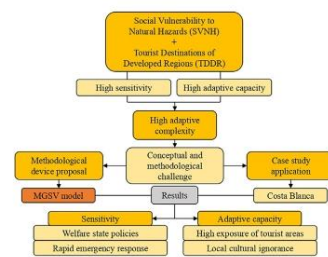 Social Vulnerability to
Natural Hazards (SVNH)
+
Tourist Destinations of
Developed Regions (TDDR)
High sensitivity
High adaptive capacity
High adaptive
complexity
Methodological
device proposal
Conceptual and
methodological
challenge
Case study
application
MGSV model
Results
Costa Blanca
Sensitivity
Adaptive capacity
Welfare state policies
High exposure of tourist areas
Rapid emergency response
Local cultural ignorance